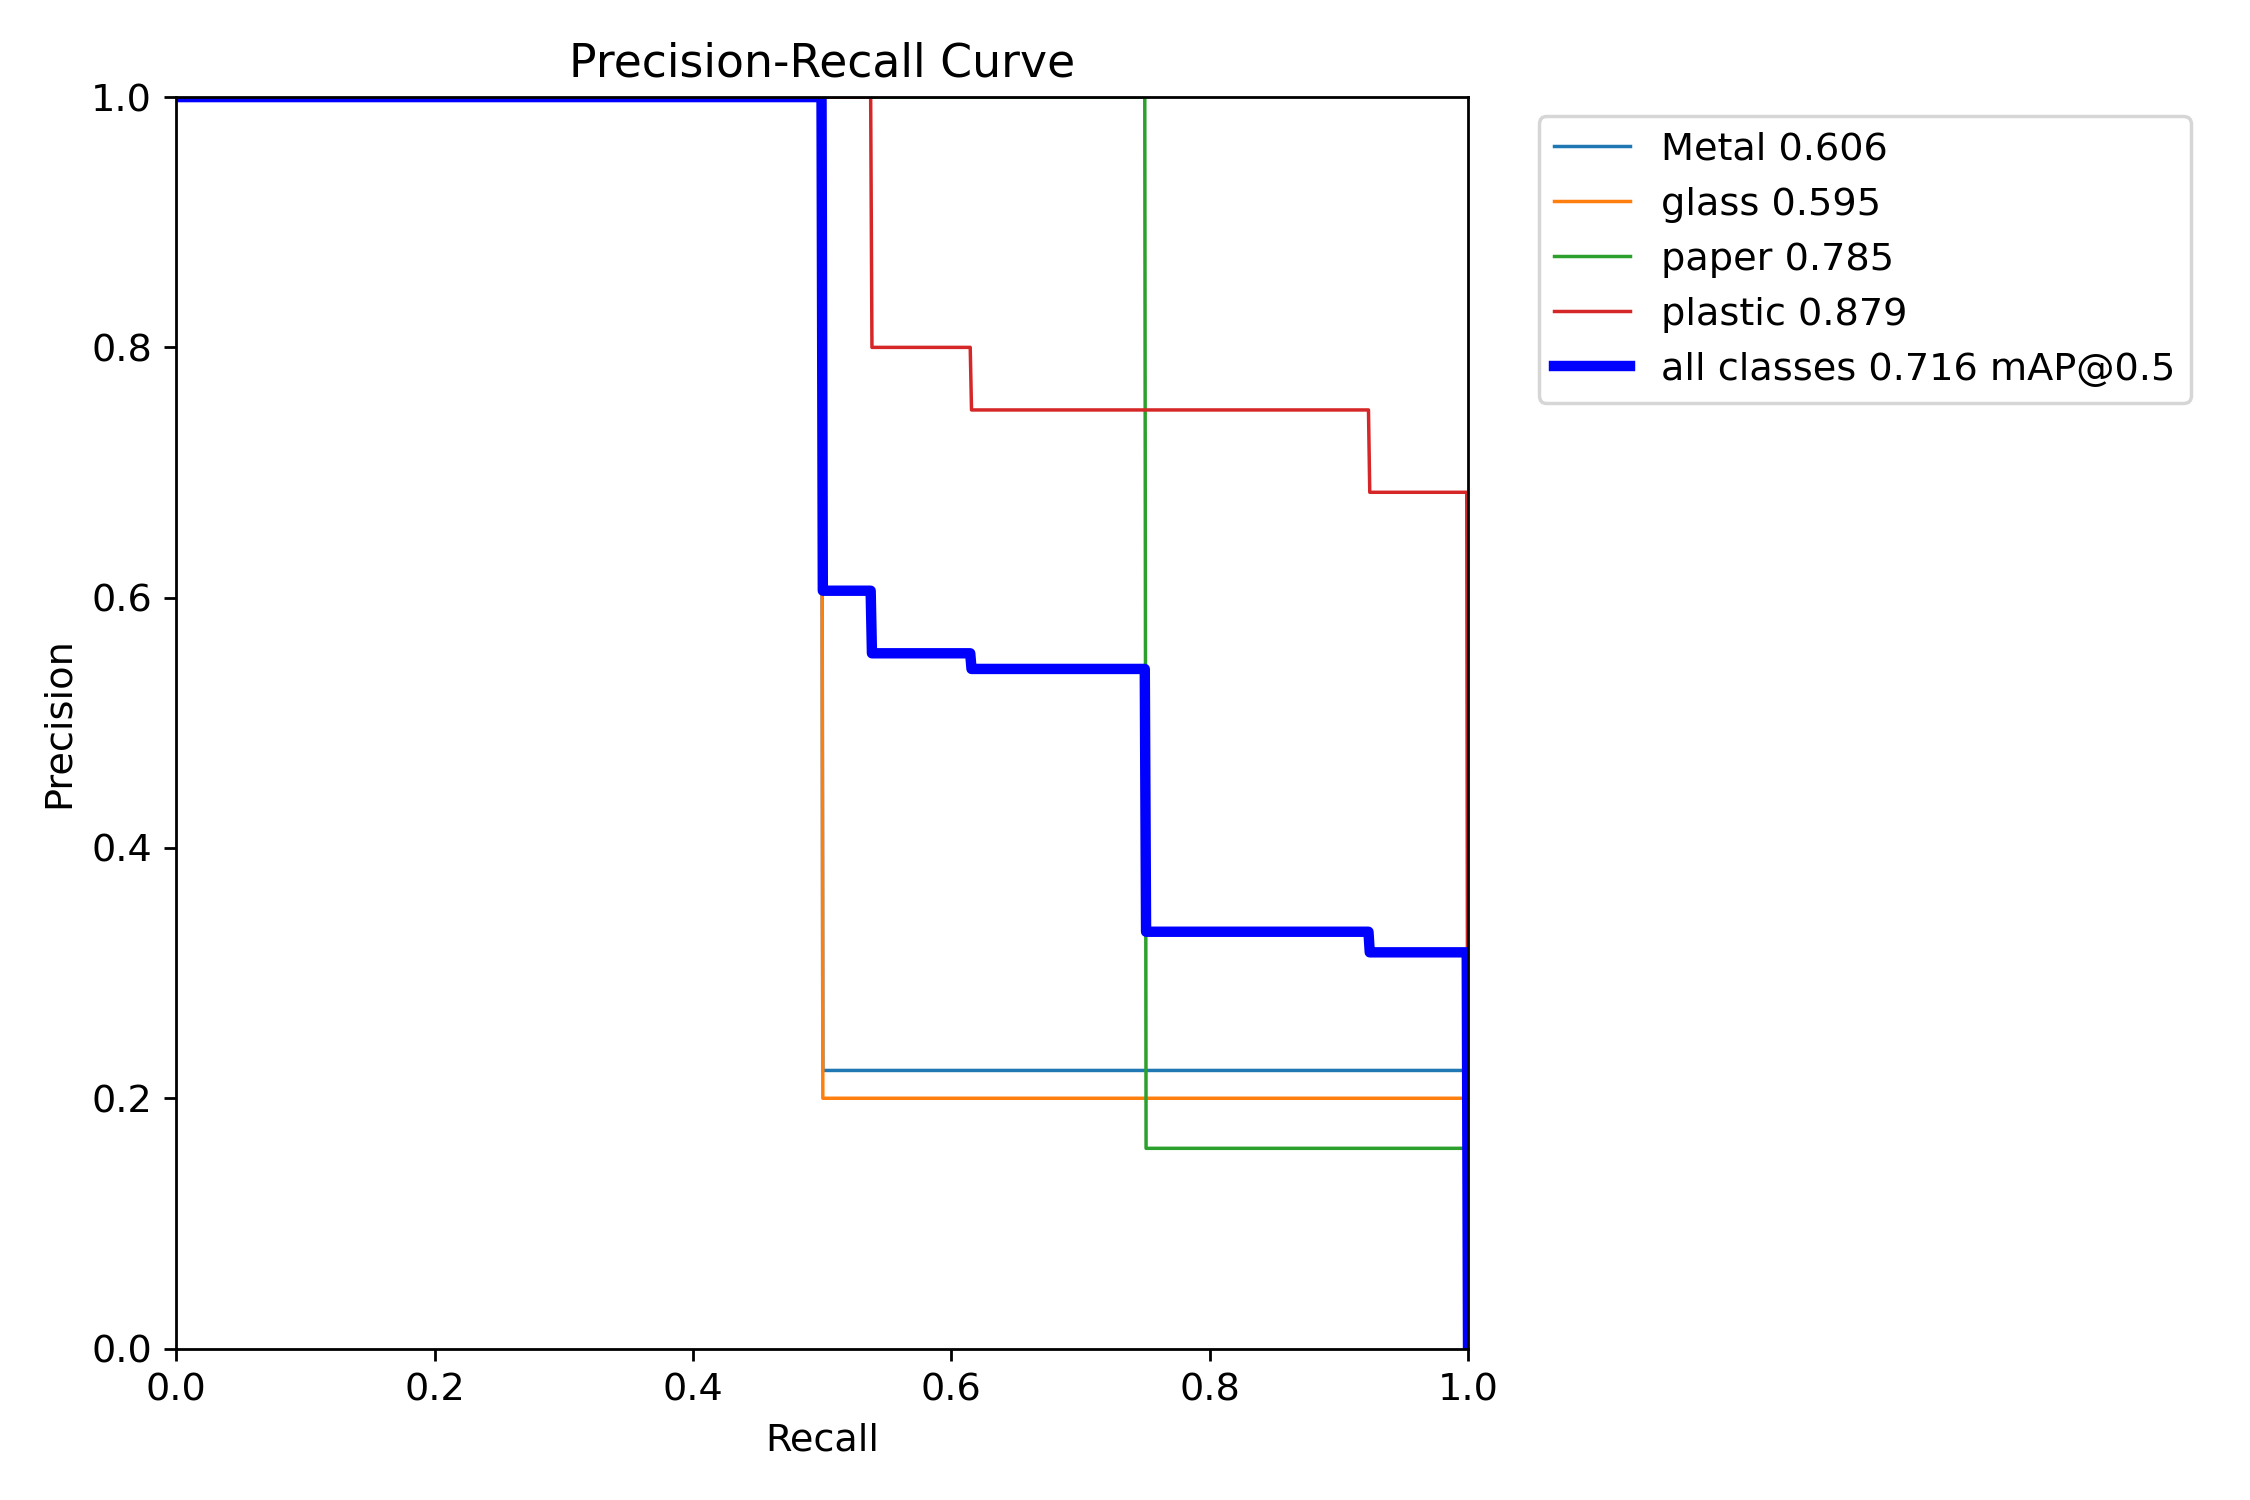 Precision-Recall Curve
1.0
0.8
0.6
0.4
0.2
0.0
Precision
0.0 0.2 0.4 0.6 0.8 1.0
Recall
Metal 0.606
glass 0.595
paper 0.785
plastic 0.879
all classes 0.716 mAP@0.5